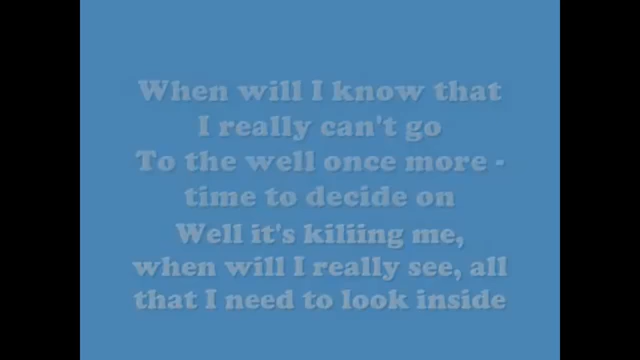 When will I know that
I really can't go
To the well once more -
time to decide on
Well it's kiliing me,
when will I really see, all
that I need to look inside